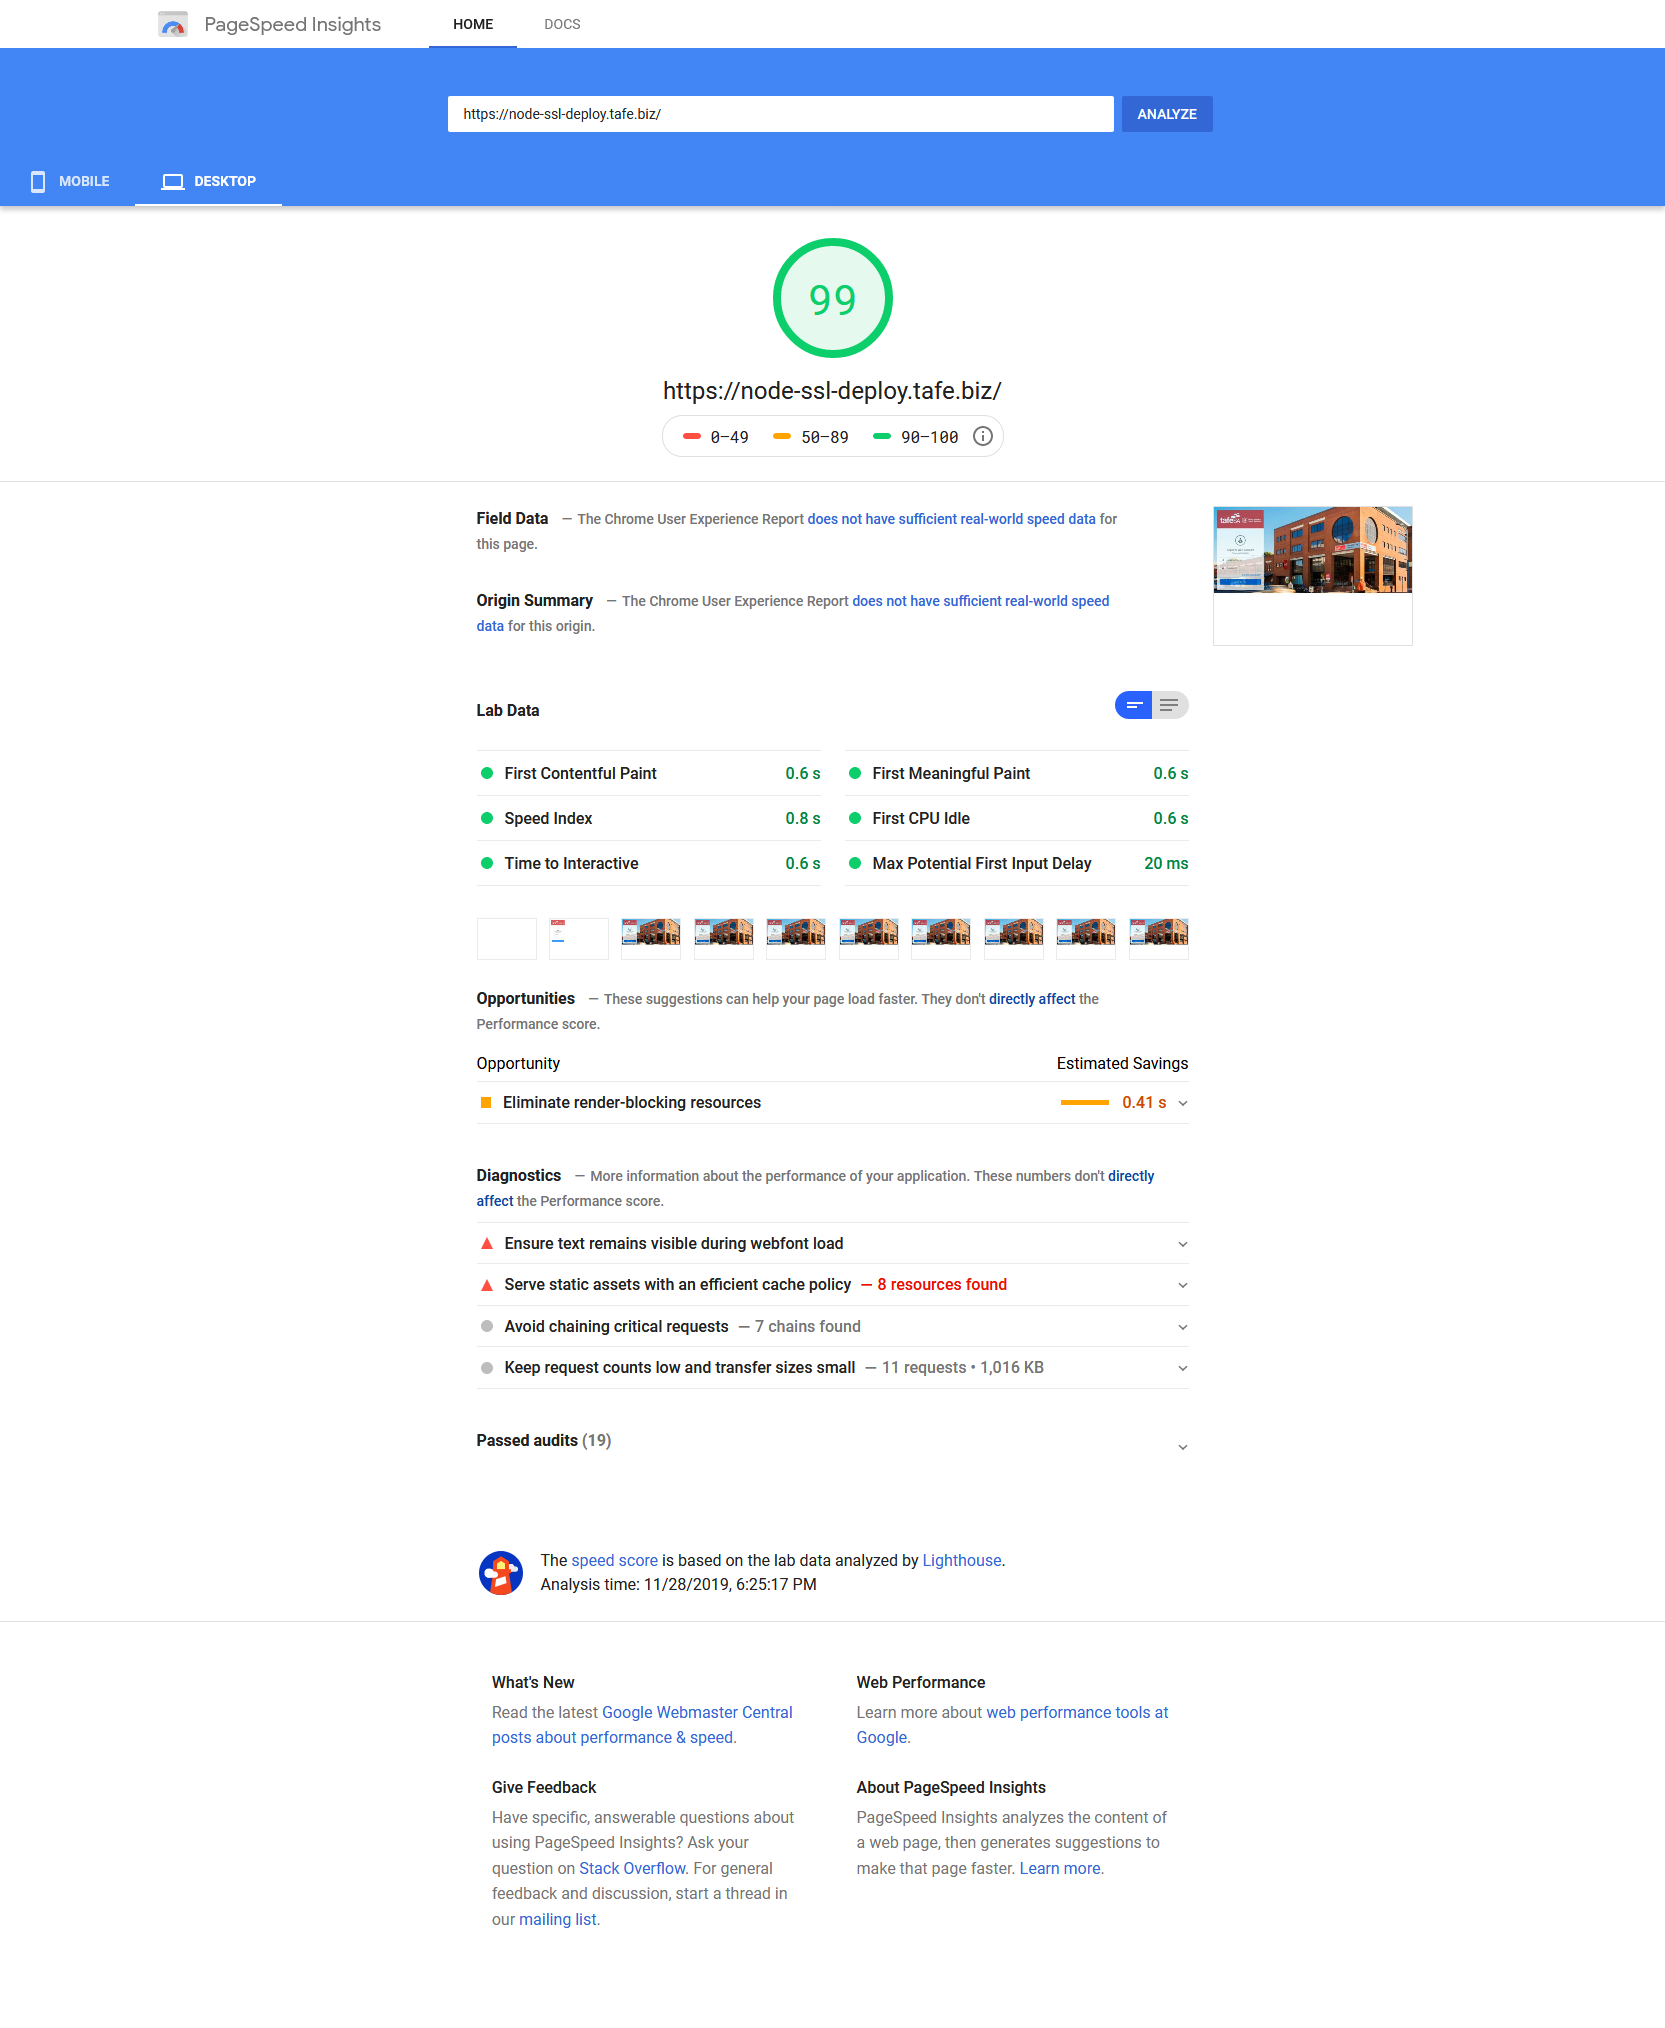 PageSpeed Insights
HOME
DOCS
https://node-ssl-deploy.tafe.biz/
ANALYZE
MOBILE
DESKTOP
99
https://node-ssl-deploy.tafe.biz/
0–49
50–89
90–100
Field Data — The Chrome User Experience Report does not have sufficient real-world speed data for
this page.
Origin Summary — The Chrome User Experience Report does not have sufficient real-world speed
data for this origin.
Lab Data
First Contentful Paint 0.6 s
First Meaningful Paint 0.6 s
Speed Index 0.8 s
First CPU Idle 0.6 s
Time to Interactive 0.6 s
Max Potential First Input Delay 20 ms
Opportunities — These suggestions can help your page load faster. They don't directly affect the
Performance score.
Opportunity Estimated Savings
Eliminate render-blocking resources 0.41 s
Diagnostics — More information about the performance of your application. These numbers don't directly
affect the Performance score.
Ensure text remains visible during webfont load
Serve static assets with an efficient cache policy — 8 resources found
Avoid chaining critical requests — 7 chains found
Keep request counts low and transfer sizes small — 11 requests • 1,016 KB
Passed audits (19)
The speed score is based on the lab data analyzed by Lighthouse.
Analysis time: 11/28/2019, 6:25:17 PM
What's New
Read the latest Google Webmaster Central
posts about performance & speed.
Web Performance
Learn more about web performance tools at
Google.
Give Feedback
Have specific, answerable questions about
using PageSpeed Insights? Ask your
question on Stack Overflow. For general
feedback and discussion, start a thread in
our mailing list.
About PageSpeed Insights
PageSpeed Insights analyzes the content of
a web page, then generates suggestions to
make that page faster. Learn more.